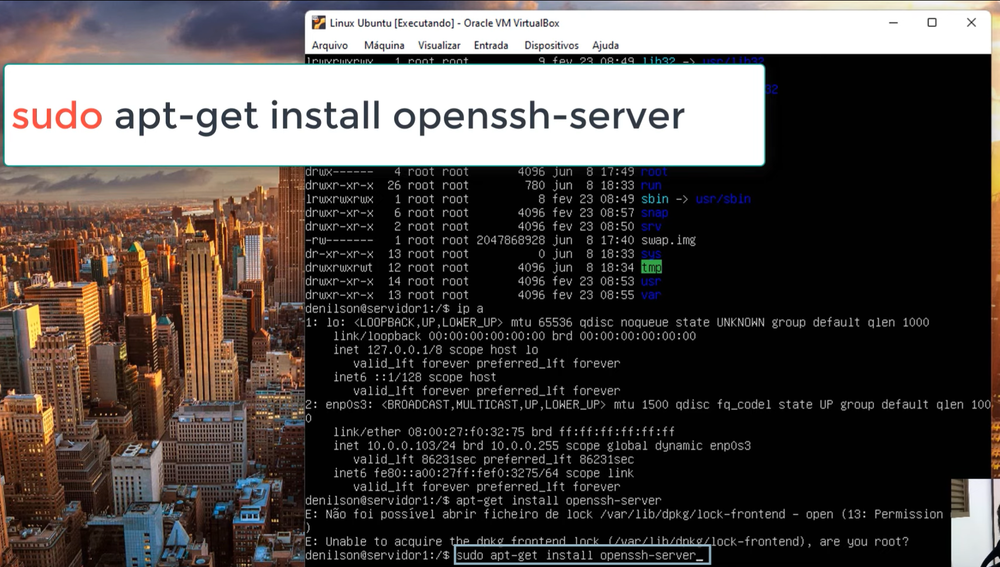 Linux Ubuntu [Executando] - Oracle VM VirtualBox
Arquivo Máquina Visualizar Entrada Dispositivos Ajuda
lrwxrwxrwx 1 root root 9 fev 23 08:49 lib32 -> usr/lib32
32
sudo apt-get install openssh-server
drwx------ 4 root root 4096 jun 8 17:49 root
drwxr-xr-x 26 root root 780 jun 8 18:33 run
lrwxrwxrwx 1 root root 8 fev 23 08:49 sbin -> usr/sbin
drwxr-xr-x 6 root root 4096 fev 23 08:57 snap
drwxr-xr-x 2 root root 4096 fev 23 08:50 srv
-rw------- 1 root root 2047868928 jun 8 17:40 swap.img
dr-xr-xr-x 13 root root 0 jun 8 18:33 sys
drwxrwxrwt 12 root root 4096 jun 8 18:34 tmp
drwxr-xr-x 14 root root 4096 fev 23 08:53 usr
drwxr-xr-x 13 root root 4096 fev 23 08:55 var
denilson@servidor1:/$ ip a
1: lo: <LOOPBACK,UP,LOWER_UP> mtu 65536 qdisc noqueue state UNKNOWN group default qlen 1000
link/loopback 00:00:00:00:00:00 brd 00:00:00:00:00:00
inet 127.0.0.1/8 scope host lo
valid_lft forever preferred_lft forever
inet6 ::1/128 scope host
valid_lft forever preferred_lft forever
2: enp0s3: <BROADCAST,MULTICAST,UP,LOWER_UP> mtu 1500 qdisc fq_codel state UP group default qlen 100
0
link/ether 08:00:27:f0:32:75 brd ff:ff:ff:ff:ff:ff
inet 10.0.0.103/24 brd 10.0.0.255 scope global dynamic enp0s3
valid_lft 86231sec preferred_lft 86231sec
inet6 fe80::a00:27ff:fef0:3275/64 scope link
valid_lft forever preferred_lft forever
denilson@servidor1:/$ apt-get install openssh-server
E: Não foi possível abrir ficheiro de lock /var/lib/dpkg/lock-frontend - open (13: Permission
)
E: Unable to acquire the dpkg frontend lock (/var/lib/dpkg/lock-frontend), are you root?
denilson@servidor1:/$ sudo apt-get install openssh-server_